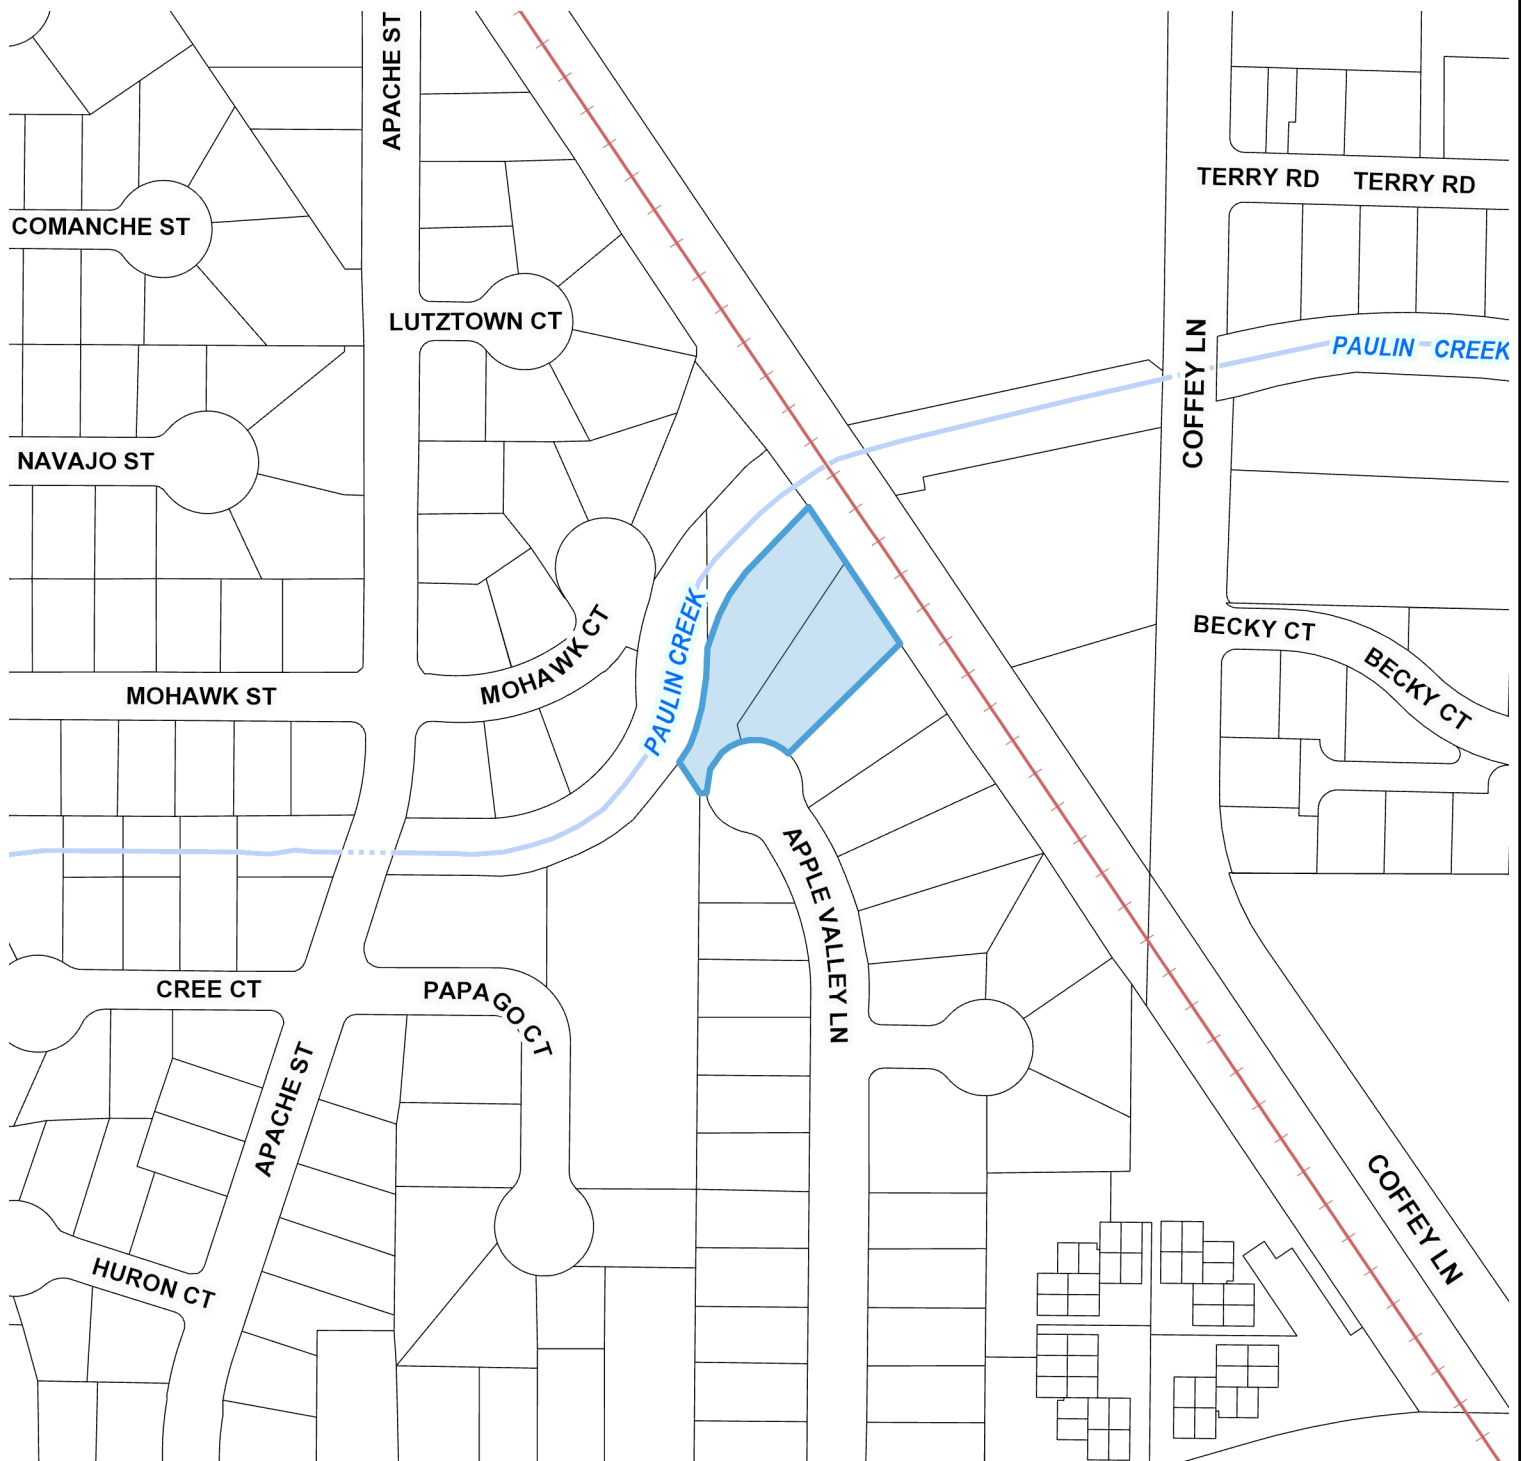 APACHE ST
TERRY RD TERRY RD
COMANCHE ST
LUTZTOWN CT
PAULIN CREEK
COFFEY LN
NAVAJO ST
BECKY CT
BECKY CT
MOHAWK CT
PAULIN CREEK
MOHAWK ST
APPLE VALLEY LN
CREE CT
PAPAGO CT
APACHE ST
COFFEY LN
HURON CT